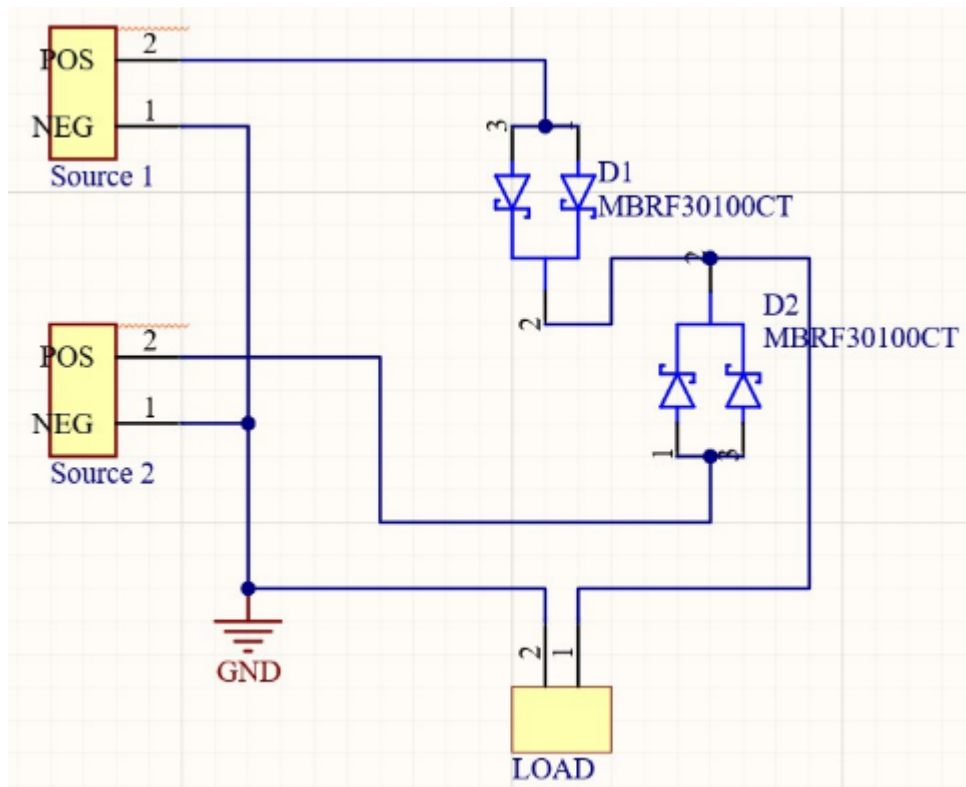 POS 2
NEG 1
Source 1
3 1
D1
MBRF30100CT
2
2
D2
MBRF30100CT
POS 2
NEG 1
Source 2
1 3
2 1
GND
LOAD